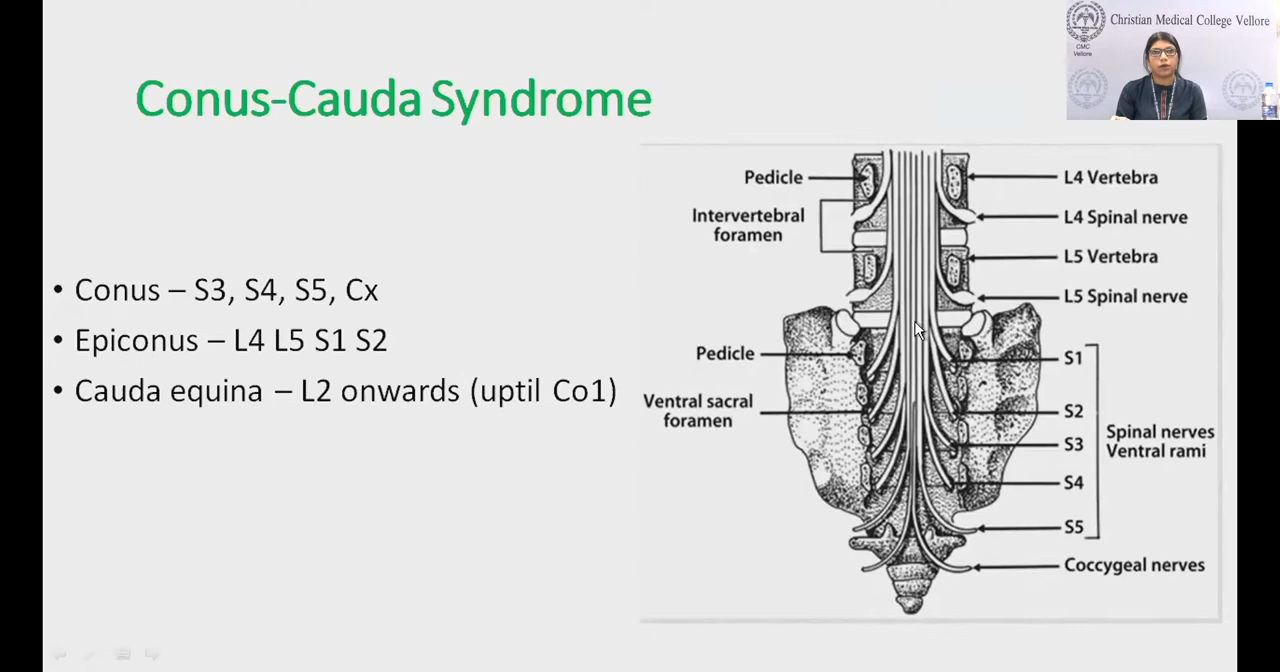 Christian Medical College Vellore
CMC
Vellore
Conus-Cauda Syndrome
• Conus – S3, S4, S5, Cx
• Epiconus – L4 L5 S1 S2
• Cauda equina – L2 onwards (uptil Co1)
Pedicle
Intervertebral
foramen
Pedicle
Ventral sacral
foramen
L4 Vertebra
L4 Spinal nerve
L5 Vertebra
L5 Spinal nerve
S1
S2
S3
S4
S5
Spinal nerves
Ventral rami
Coccygeal nerves